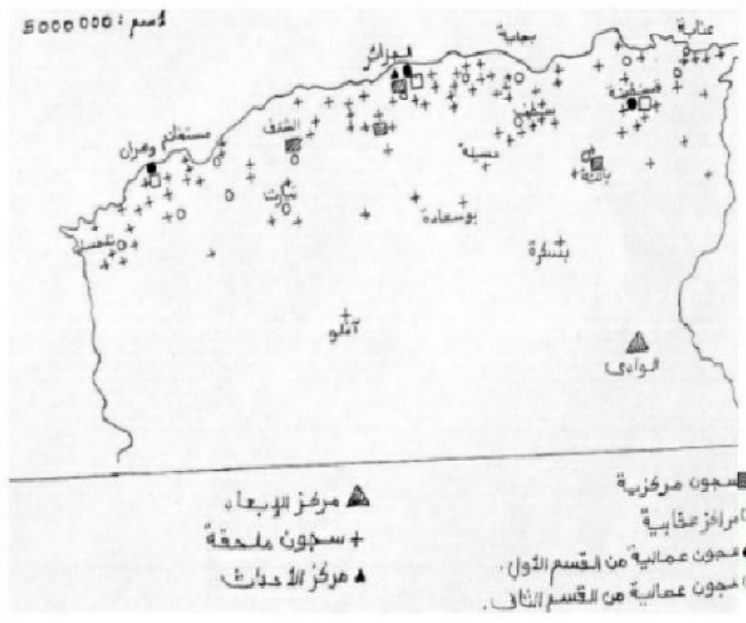 لاسم : 5000000
عنابة
بجاية
الجزائر
قسنطينة
سطيف
الشلف
مستغانم
وهران
مسيلة
باتنة
تيارت
بوسعادة
تلمسان
بسكرة
آفلو
الوادي
سجون مركزية
مركز الإبعاد
مراكز عقابية
سجون ملحقة
سجون عمالية من القسم الأول.
مركز الأحداث
سجون عمالية من القسم الثاني.